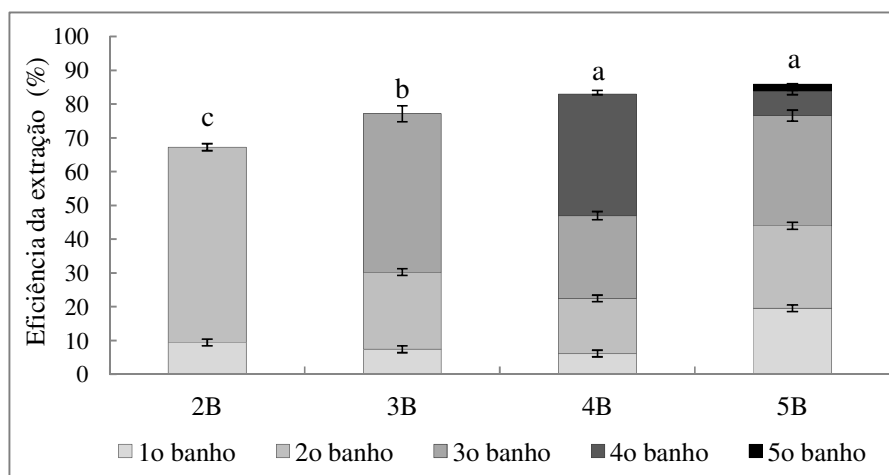 Eficiência da extração (%)
100
90
80
70
60
50
40
30
20
10
0
c
b
a
a
2B
3B
4B
5B
1o banho
2o banho
3o banho
4o banho
5o banho